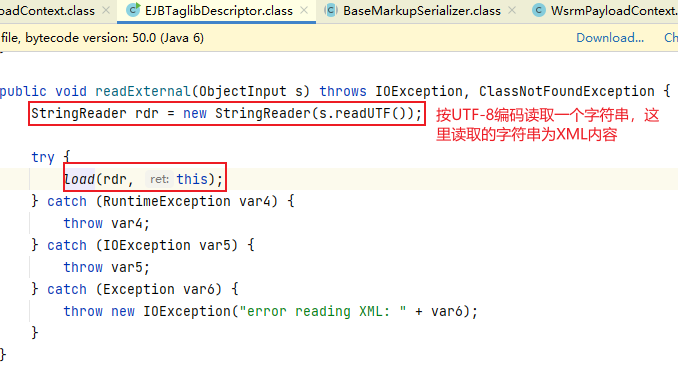 oadContext.class × EJBTaglibDescriptor.class × BaseMarkupSerializer.class × WsrmPayloadContext.
file, bytecode version: 50.0 (Java 6) Download... Ch
public void readExternal(ObjectInput s) throws IOException, ClassNotFoundException {
StringReader rdr = new StringReader(s.readUTF());
按UTF-8编码读取一个字符串，这
里读取的字符串为XML内容
try {
load(rdr, ret: this);
} catch (RuntimeException var4) {
throw var4;
} catch (IOException var5) {
throw var5;
} catch (Exception var6) {
throw new IOException("error reading XML: " + var6);
}
}